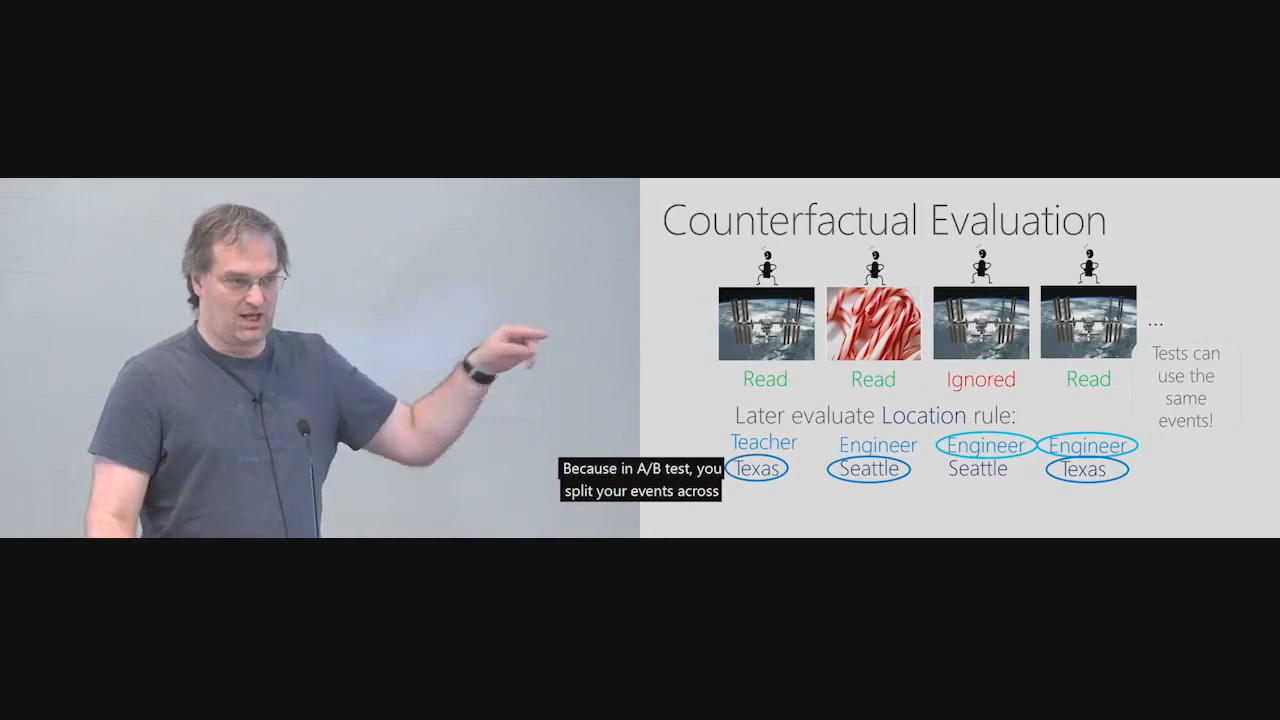 Counterfactual Evaluation
...
Read Read Ignored Read
Tests can
use the
same
events!
Later evaluate Location rule:
Teacher Engineer Engineer Engineer
Texas Seattle Seattle Texas
Because in A/B test, you
split your events across